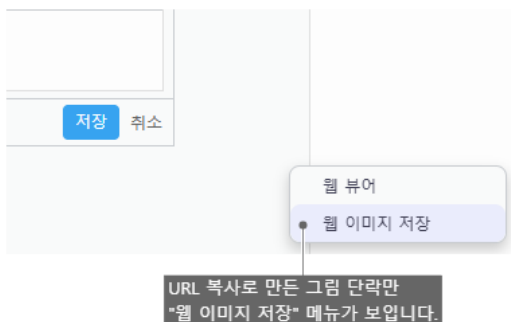 저장 취소
웹 뷰어
웹 이미지 저장
URL 복사로 만든 그림 단락만
"웹 이미지 저장" 메뉴가 보입니다.